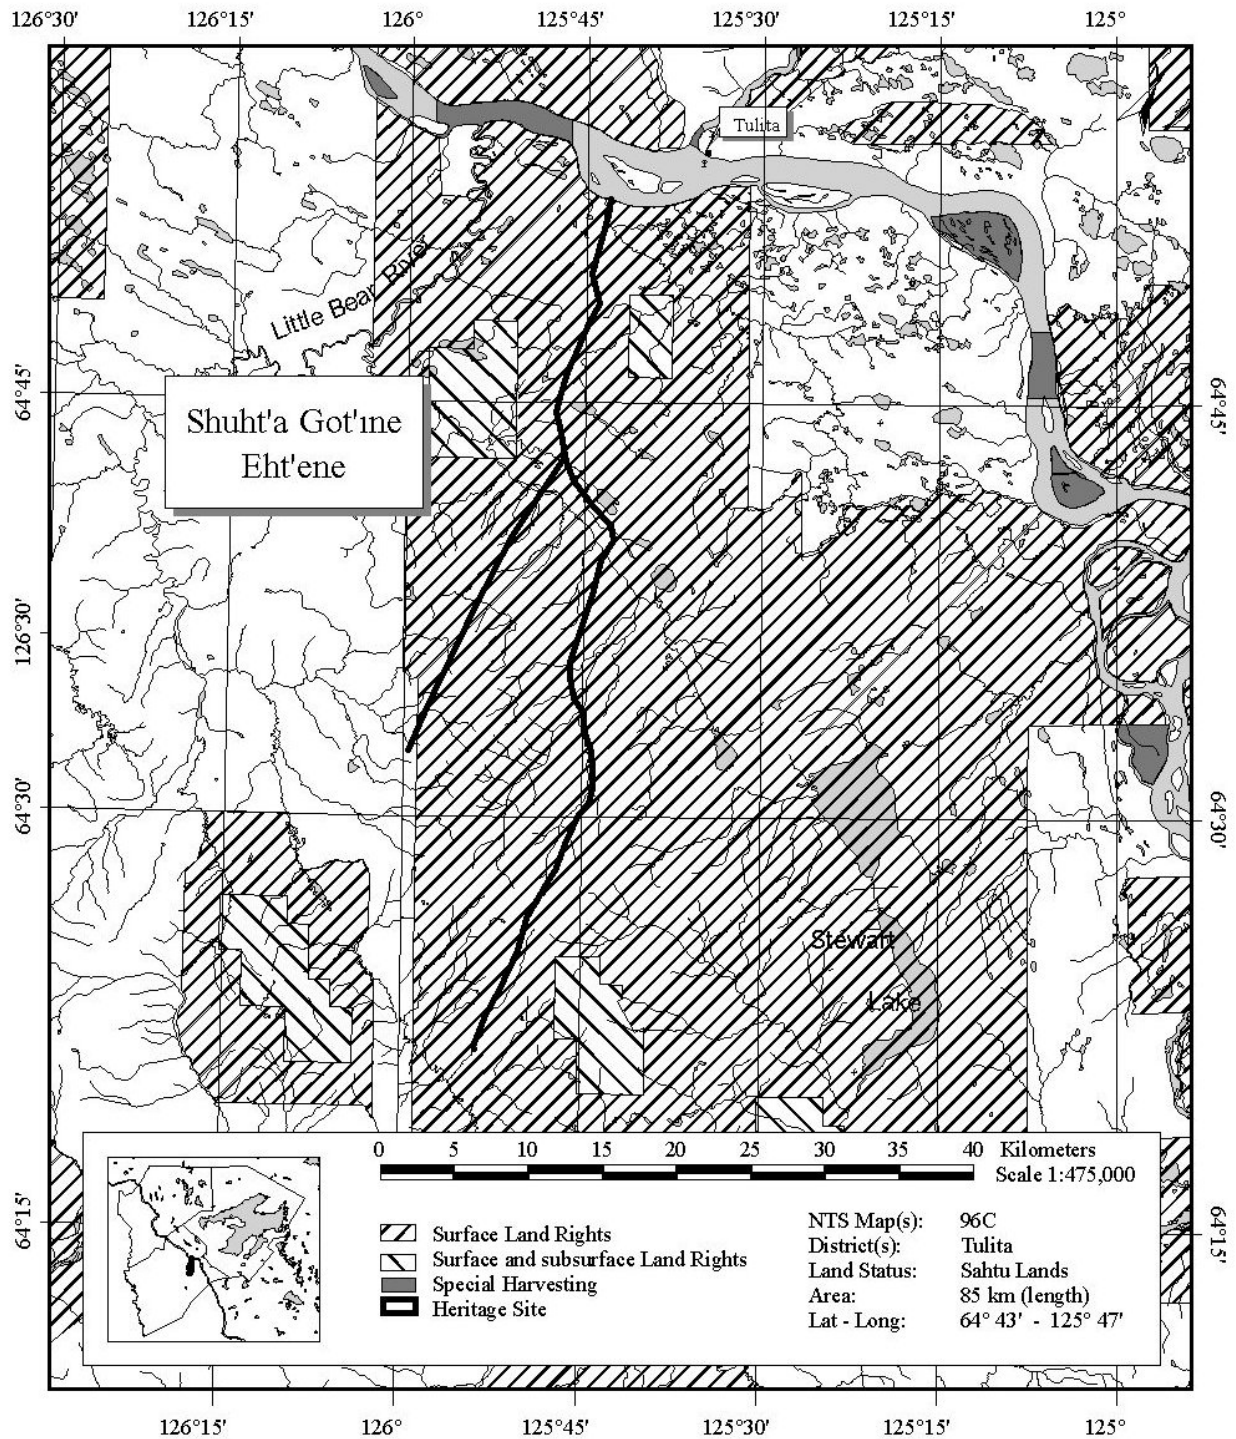 126°30' 126°15' 126° 125°45' 125°30' 125°15' 125°
Tulita
Little Bear River
64°45'
64°45'
Shuht'a Got'ıne
Eht'ene
126°30'
64°30'
64°30'
Stewart
Lake
0 5 10 15 20 25 30 35 40 Kilometers
Scale 1:475,000
Surface Land Rights
Surface and subsurface Land Rights
Special Harvesting
Heritage Site
NTS Map(s): 96C
District(s): Tulita
Land Status: Sahtu Lands
Area: 85 km (length)
Lat - Long: 64° 43' - 125° 47'
64°15'
64°15'
126°15' 126° 125°45' 125°30' 125°15' 125°